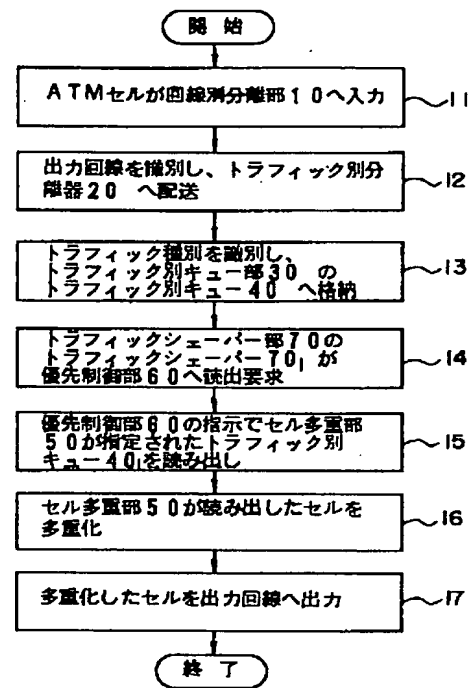 開 始
ATMセルが回線別分離部10へ入力
11
出力回線を識別し、トラフィック別分
離器20 へ配送
12
トラフィック種別を識別し、
トラフィック別キュー部30 の
トラフィック別キュー40 へ格納
13
トラフィックシェーパー部70の
トラフィックシェーパー70₁ が
優先制御部60へ読出要求
14
優先制御部60の指示でセル多重部
50が指定されたトラフィック別
キュー40₁を読み出し
15
セル多重部50が読み出したセルを
多重化
16
多重化したセルを出力回線へ出力
17
終 了